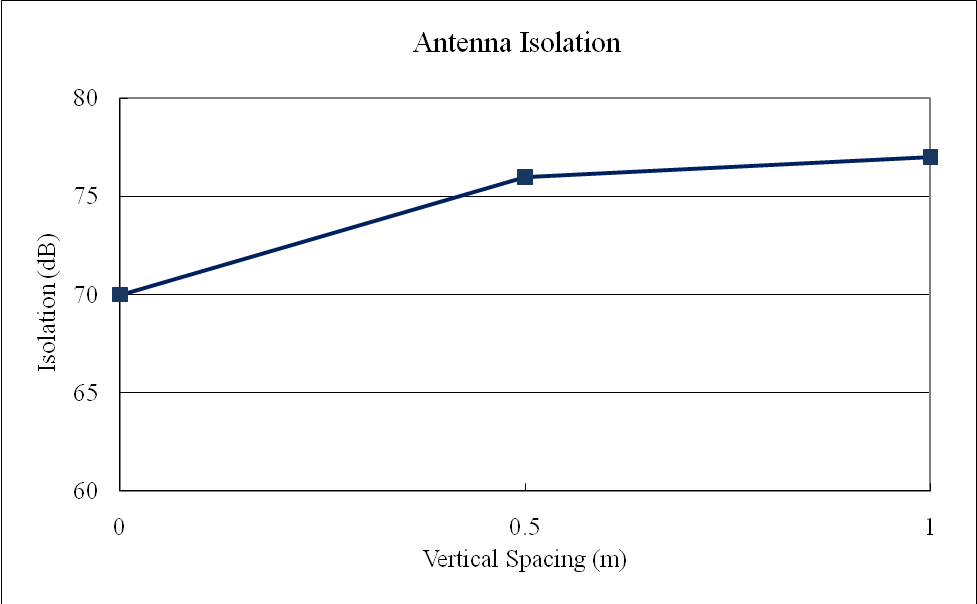 Antenna Isolation
80
75
70
65
60
Isolation (dB)
0 0.5 1
Vertical Spacing (m)